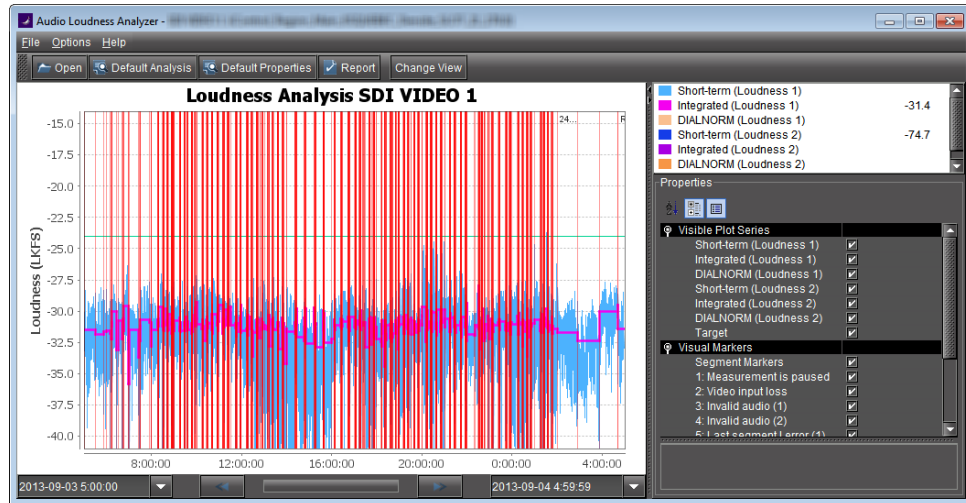 Audio Loudness Analyzer -
File Options Help
Open Default Analysis Default Properties Report Change View
Loudness Analysis SDI VIDEO 1
Loudness (LKFS)
-15.0
-17.5
-20.0
-22.5
-25.0
-27.5
-30.0
-32.5
-35.0
-37.5
-40.0
24...
R
8:00:00 12:00:00 16:00:00 20:00:00 0:00:00 4:00:00
2013-09-03 5:00:00
2013-09-04 4:59:59
Short-term (Loudness 1)
Integrated (Loudness 1) -31.4
DIALNORM (Loudness 1)
Short-term (Loudness 2) -74.7
Integrated (Loudness 2)
DIALNORM (Loudness 2)
Properties
Visible Plot Series
Short-term (Loudness 1)
Integrated (Loudness 1)
DIALNORM (Loudness 1)
Short-term (Loudness 2)
Integrated (Loudness 2)
DIALNORM (Loudness 2)
Target
Visual Markers
Segment Markers
1: Measurement is paused
2: Video input loss
3: Invalid audio (1)
4: Invalid audio (2)
5: Last segment Lerror (1)